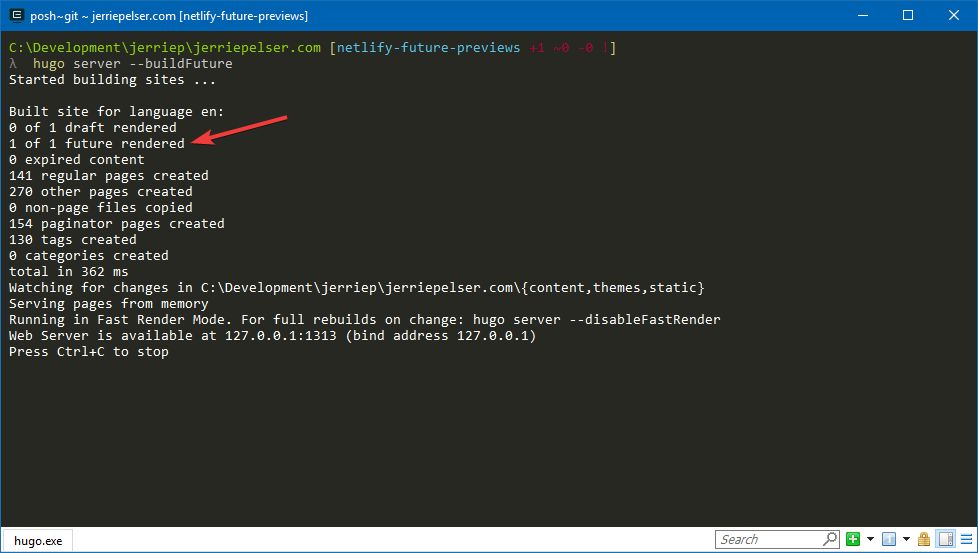 posh~git ~ jerriepelser.com [netlify-future-previews]
C:\Development\jerriep\jerriepelser.com [netlify-future-previews +1 ~0 -0 !]
λ  hugo server --buildFuture
Started building sites ...
Built site for language en:
0 of 1 draft rendered
1 of 1 future rendered
0 expired content
141 regular pages created
270 other pages created
0 non-page files copied
154 paginator pages created
130 tags created
0 categories created
total in 362 ms
Watching for changes in C:\Development\jerriep\jerriepelser.com\{content,themes,static}
Serving pages from memory
Running in Fast Render Mode. For full rebuilds on change: hugo server --disableFastRender
Web Server is available at 127.0.0.1:1313 (bind address 127.0.0.1)
Press Ctrl+C to stop
hugo.exe
Search